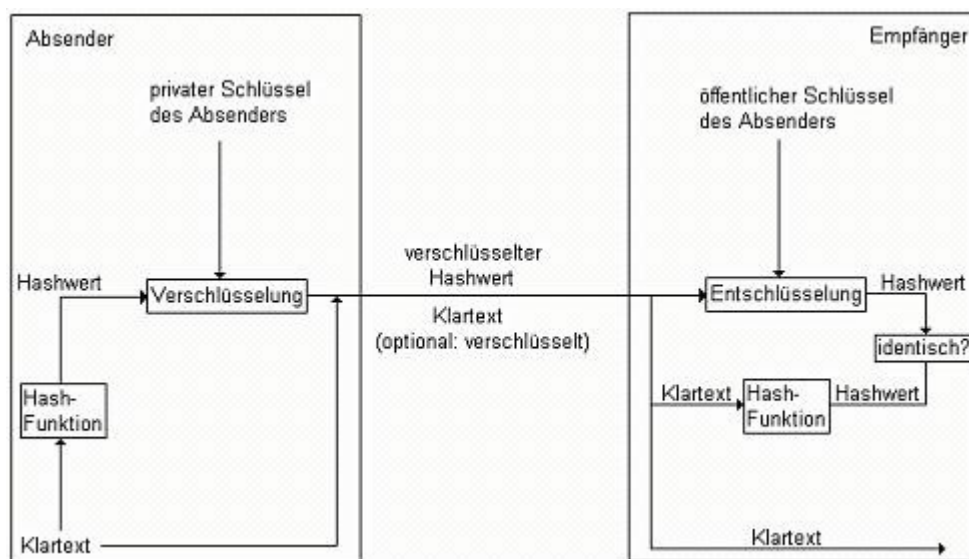 Absender
privater Schlüssel
des Absenders
Hashwert
Verschlüsselung
Hash-
Funktion
Klartext
verschlüsselter
Hashwert
Klartext
(optional: verschlüsselt)
Empfänger
öffentlicher Schlüssel
des Absenders
Entschlüsselung
Hashwert
identisch?
Klartext
Hash-
Funktion
Hashwert
Klartext